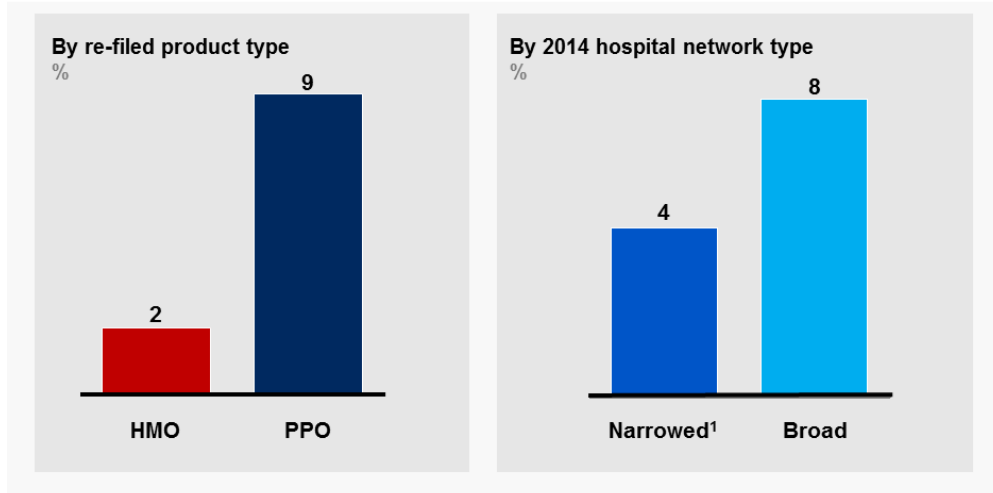 By re-filed product type
%
9
2
HMO PPO
By 2014 hospital network type
%
8
4
Narrowed¹ Broad